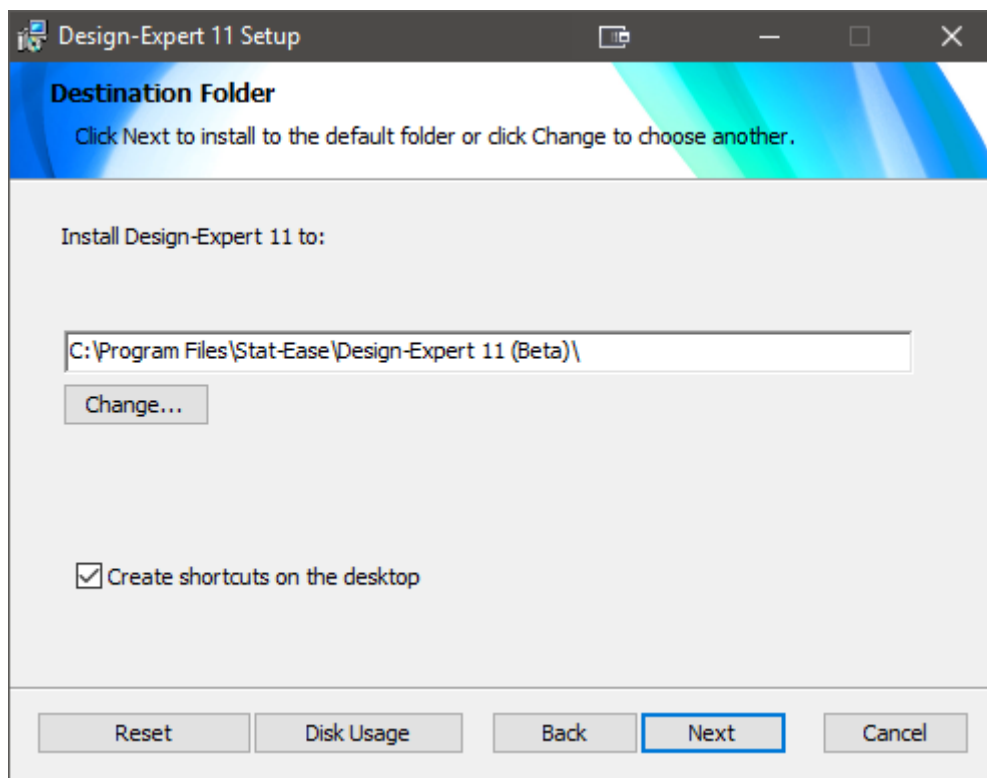 Design-Expert 11 Setup
Destination Folder
Click Next to install to the default folder or click Change to choose another.
Install Design-Expert 11 to:
C:\Program Files\Stat-Ease\Design-Expert 11 (Beta)\
Change...
Create shortcuts on the desktop
Reset Disk Usage Back Next Cancel